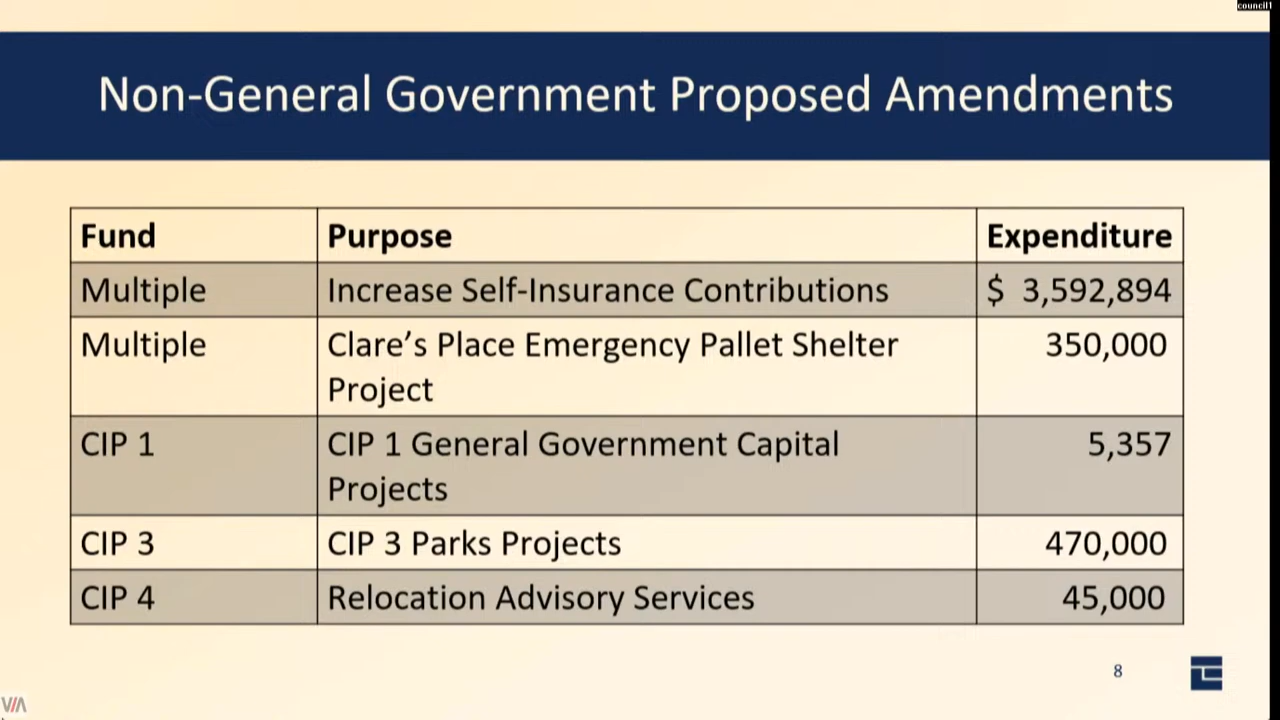 council1
Non-General Government Proposed Amendments
Fund Purpose Expenditure
Multiple Increase Self-Insurance Contributions $ 3,592,894
Multiple Clare’s Place Emergency Pallet Shelter 350,000
Project
CIP 1 CIP 1 General Government Capital 5,357
Projects
CIP 3 CIP 3 Parks Projects 470,000
CIP 4 Relocation Advisory Services 45,000
8
VIA